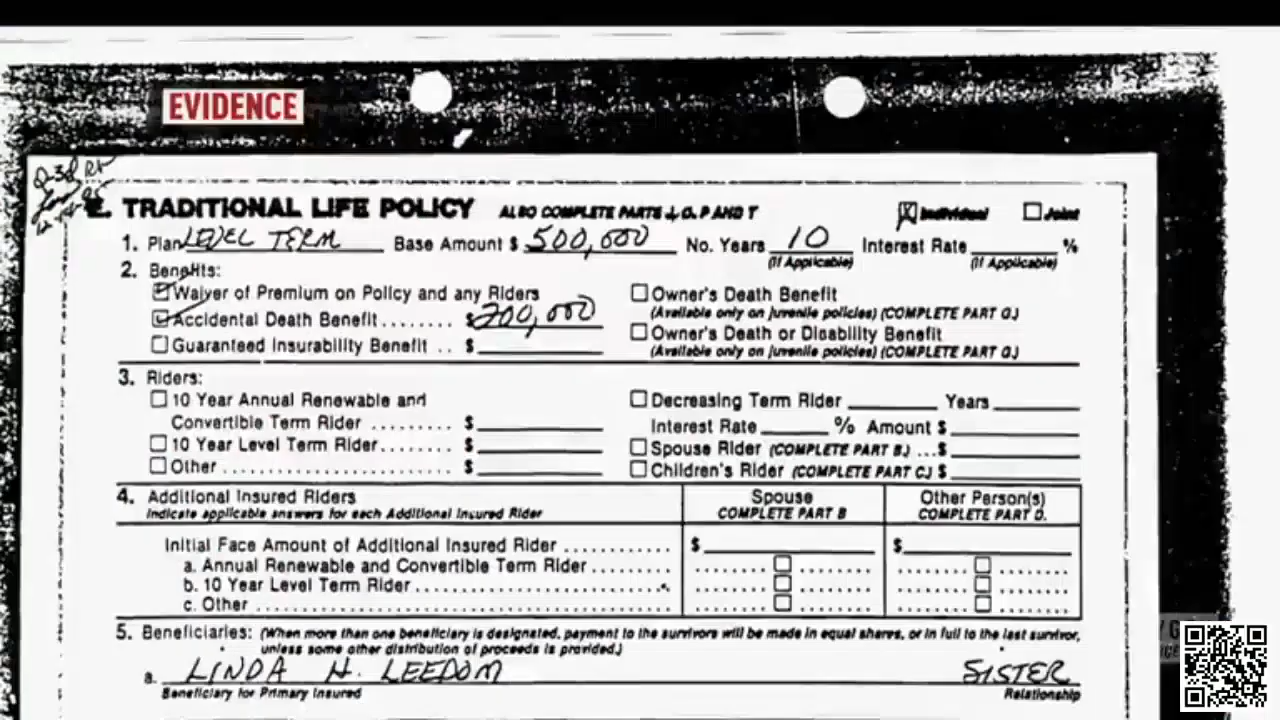 EVIDENCE
E. TRADITIONAL LIFE POLICY ALSO COMPLETE PARTS O, P AND T Individual Joint
1. Plan LEVEL TERM Base Amount $ 500,000 No. Years 10 Interest Rate %
(If Applicable) (If Applicable)
2. Benefits:
Waiver of Premium on Policy and any Riders
Accidental Death Benefit........ $ 200,000
Guaranteed Insurability Benefit .. $
Owner's Death Benefit
(Available only on juvenile policies) (COMPLETE PART O.)
Owner's Death or Disability Benefit
(Available only on juvenile policies) (COMPLETE PART O.)
3. Riders:
10 Year Annual Renewable and
Convertible Term Rider ......... $
10 Year Level Term Rider........ $
Other ......................... $
Decreasing Term Rider Years
Interest Rate % Amount $
Spouse Rider (COMPLETE PART B.) ...$
Children's Rider (COMPLETE PART C.) $
4. Additional Insured Riders
Indicate applicable answers for each Additional Insured Rider
Spouse
COMPLETE PART B
Other Person(s)
COMPLETE PART D.
Initial Face Amount of Additional Insured Rider ............ $ $
a. Annual Renewable and Convertible Term Rider .........
b. 10 Year Level Term Rider .............................
c. Other ................................................
5. Beneficiaries: (When more than one beneficiary is designated, payment to the survivors will be made in equal shares, or in full to the last survivor,
unless some other distribution of proceeds is provided.)
a. LINDA H. LEEDOM SISTER
Beneficiary for Primary Insured Relationship